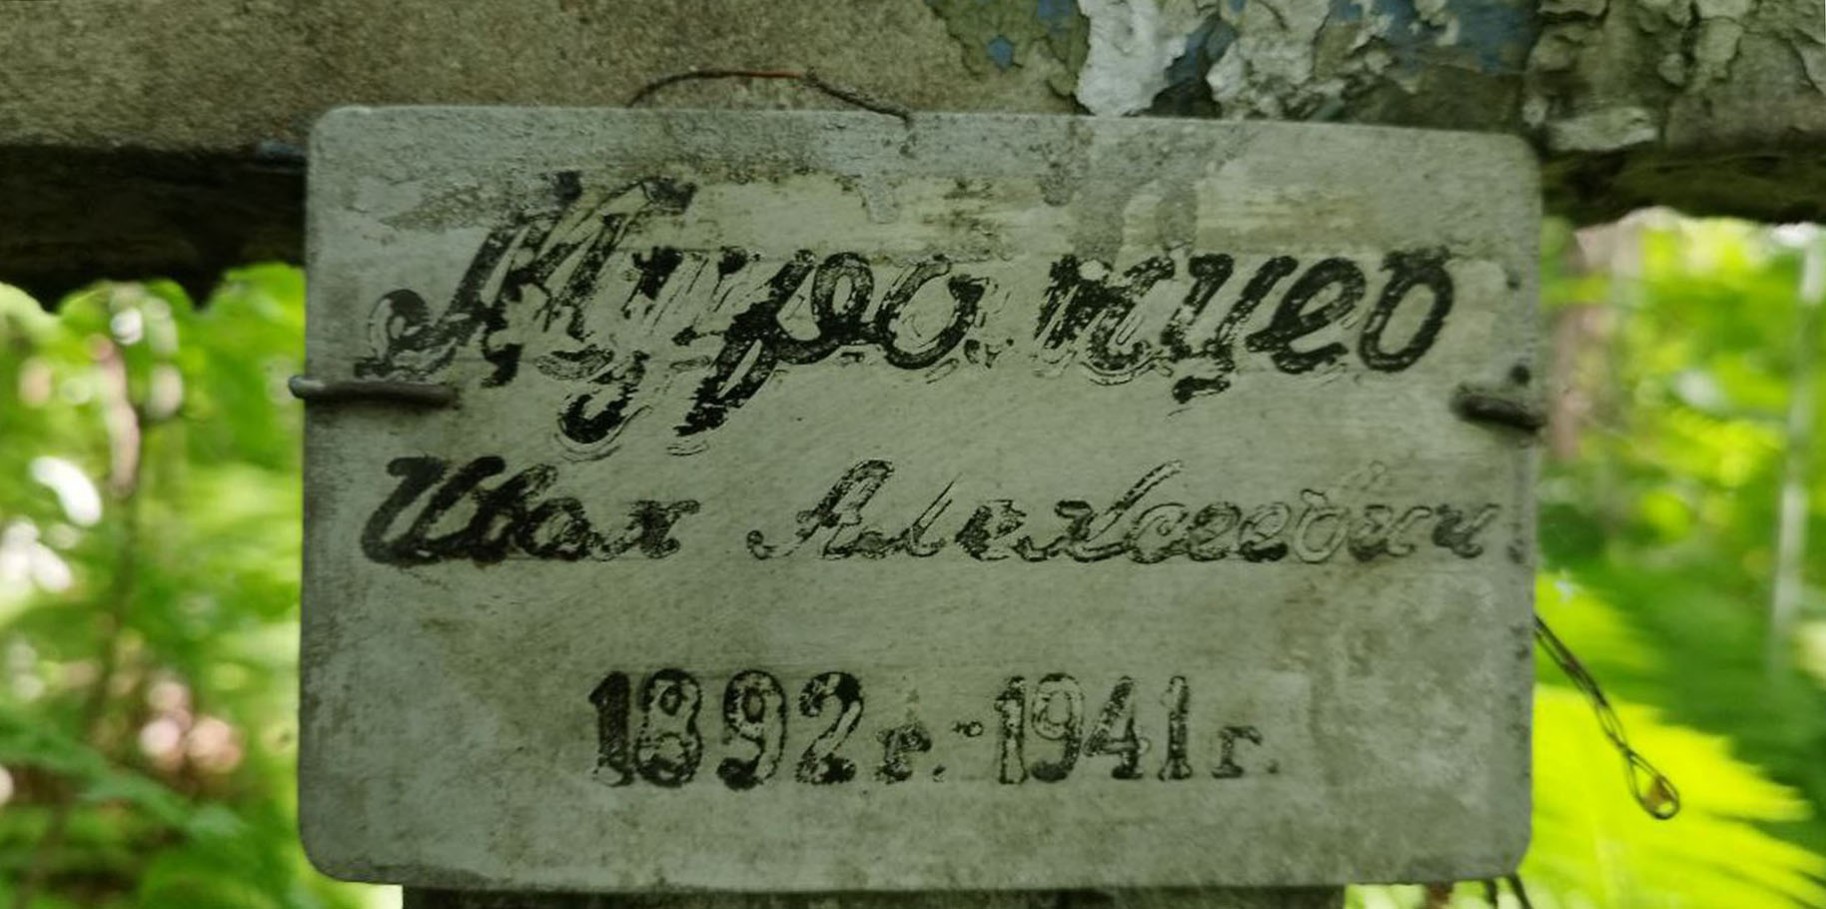 Муромцев
Иван Алексеевич
1892 г. - 1941 г.